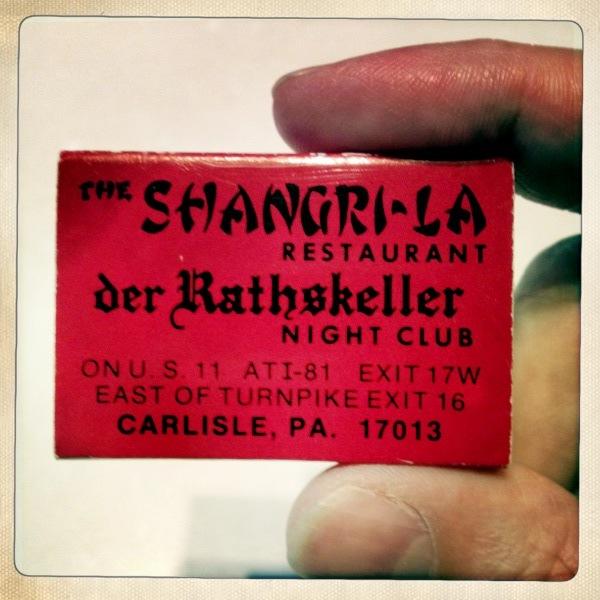 THE SHANGRI-LA
RESTAURANT
der Rathskeller
NIGHT CLUB
ON U. S. 11 AT I-81 EXIT 17W
EAST OF TURNPIKE EXIT 16
CARLISLE, PA. 17013